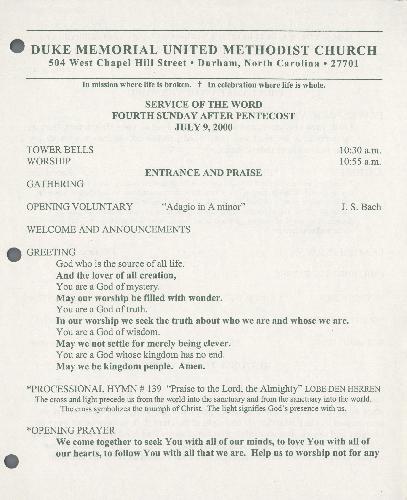 DUKE MEMORIAL UNITED METHODIST CHURCH
504 West Chapel Hill Street • Durham, North Carolina • 27701
In mission where life is broken. † In celebration where life is whole.
SERVICE OF THE WORD
FOURTH SUNDAY AFTER PENTECOST
JULY 9, 2000
TOWER BELLS 10:30 a.m.
WORSHIP 10:55 a.m.
ENTRANCE AND PRAISE
GATHERING
OPENING VOLUNTARY "Adagio in A minor" J. S. Bach
WELCOME AND ANNOUNCEMENTS
GREETING
God who is the source of all life.
And the lover of all creation,
You are a God of mystery.
May our worship be filled with wonder.
You are a God of truth.
In our worship we seek the truth about who we are and whose we are.
You are a God of wisdom.
May we not settle for merely being clever.
You are a God whose kingdom has no end.
May we be kingdom people. Amen.
*PROCESSIONAL HYMN # 139 "Praise to the Lord, the Almighty" LOBE DEN HERREN
The cross and light precede us from the world into the sanctuary and from the sanctuary into the world.
The cross symbolizes the triumph of Christ. The light signifies God's presence with us.
*OPENING PRAYER
We come together to seek You with all of our minds, to love You with all of
our hearts, to follow You with all that we are. Help us to worship not for any